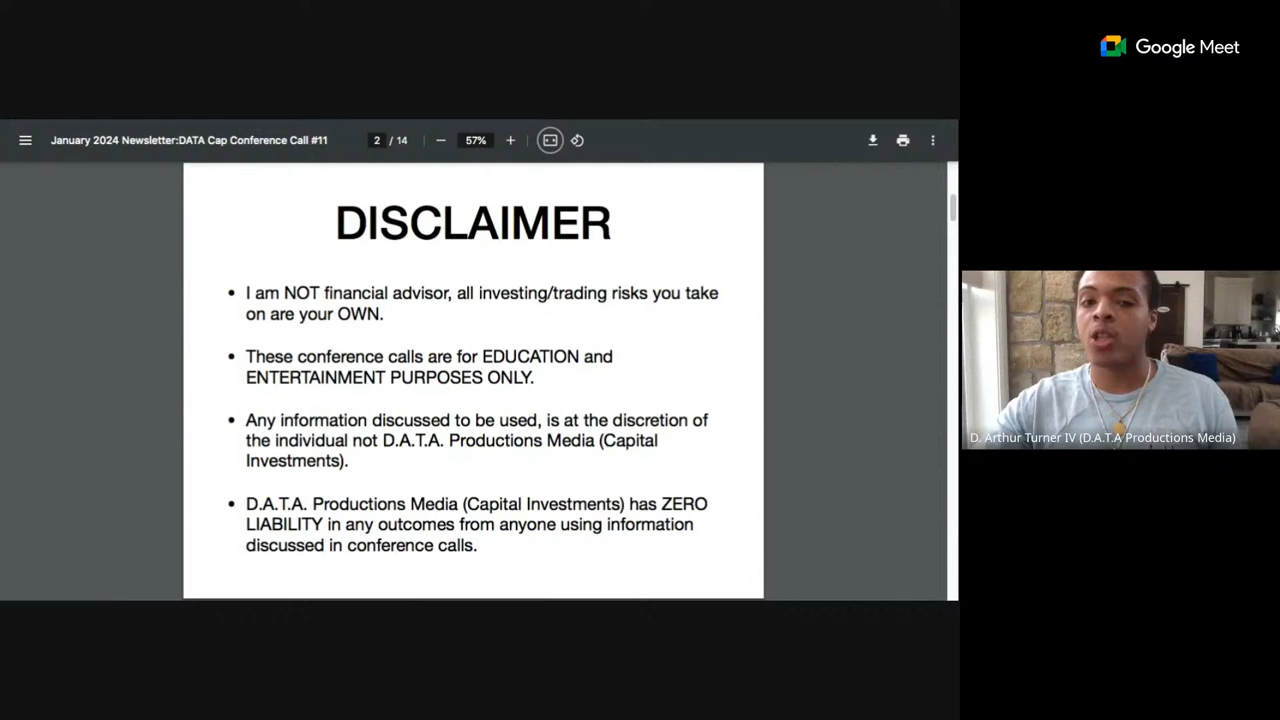 Google Meet
January 2024 Newsletter:DATA Cap Conference Call #11
2 / 14
57%
DISCLAIMER
• I am NOT financial advisor, all investing/trading risks you take
on are your OWN.
• These conference calls are for EDUCATION and
ENTERTAINMENT PURPOSES ONLY.
• Any information discussed to be used, is at the discretion of
the individual not D.A.T.A. Productions Media (Capital
Investments).
• D.A.T.A. Productions Media (Capital Investments) has ZERO
LIABILITY in any outcomes from anyone using information
discussed in conference calls.
D. Arthur Turner IV (D.A.T.A Productions Media)